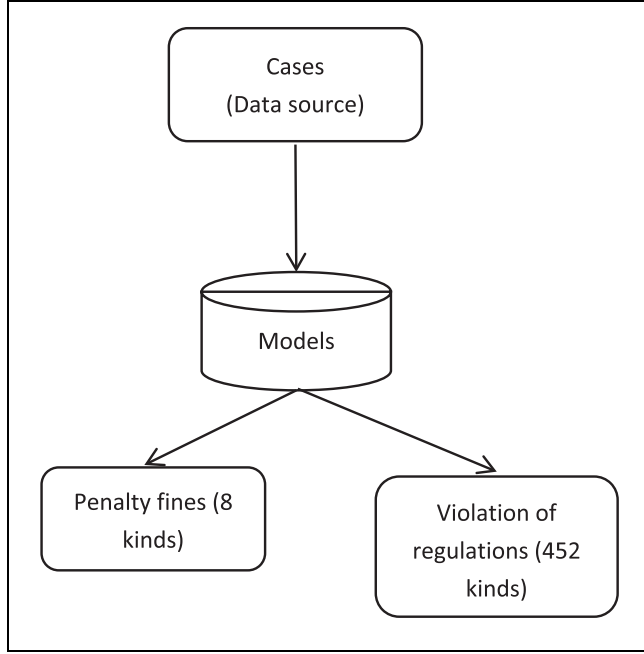 Cases
(Data source)
Models
Penalty fines (8
kinds)
Violation of
regulations (452
kinds)